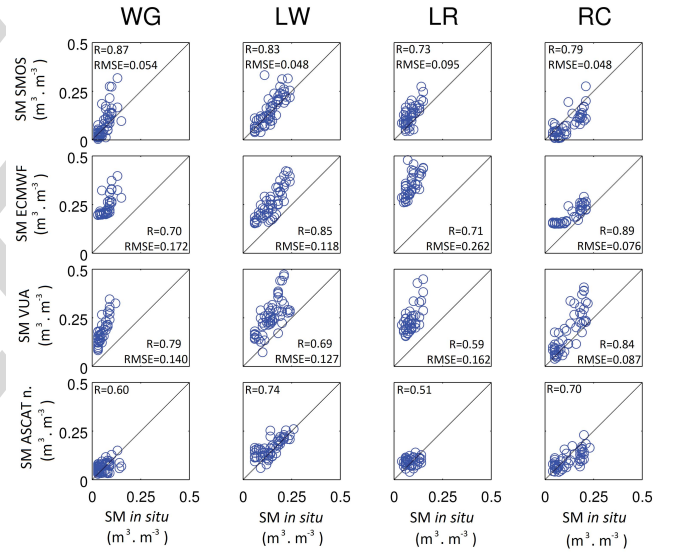 WG LW LR RC
SM SMOS
(m³ . m⁻³)
0.5
0.25
0
R=0.87
RMSE=0.054
R=0.83
RMSE=0.048
R=0.73
RMSE=0.095
R=0.79
RMSE=0.048
SM ECMWF
(m³ . m⁻³)
0.5
0.25
0
R=0.70
RMSE=0.172
R=0.85
RMSE=0.118
R=0.71
RMSE=0.262
R=0.89
RMSE=0.076
SM VUA
(m³ . m⁻³)
0.5
0.25
0
R=0.79
RMSE=0.140
R=0.69
RMSE=0.127
R=0.59
RMSE=0.162
R=0.84
RMSE=0.087
SM ASCAT n.
(m³ . m⁻³)
0.5
0.25
0
R=0.60
R=0.74
R=0.51
R=0.70
0 0.25 0.5 0 0.25 0.5 0 0.25 0.5 0 0.25 0.5
SM in situ SM in situ SM in situ SM in situ
(m³ . m⁻³) (m³ . m⁻³) (m³ . m⁻³) (m³ . m⁻³)